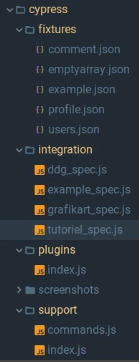 cypress
fixtures
comment.json
emptyarray.json
example.json
profile.json
users.json
integration
ddg_spec.js
example_spec.js
grafikart_spec.js
tutoriel_spec.js
plugins
index.js
screenshots
support
commands.js
index.js